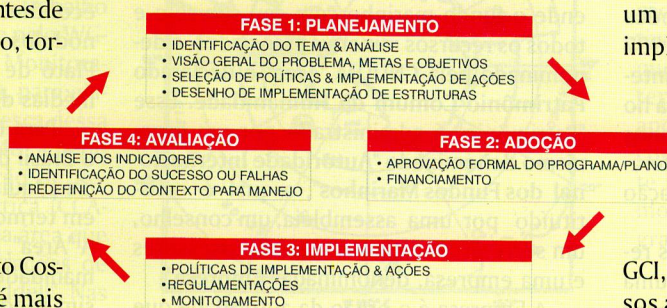 ntes de
o, tor-
um
impl
FASE 1: PLANEJAMENTO
• IDENTIFICAÇÃO DO TEMA & ANÁLISE
• VISÃO GERAL DO PROBLEMA, METAS E OBJETIVOS
• SELEÇÃO DE POLÍTICAS & IMPLEMENTAÇÃO DE AÇÕES
• DESENHO DE IMPLEMENTAÇÃO DE ESTRUTURAS
FASE 4: AVALIAÇÃO
• ANÁLISE DOS INDICADORES
• IDENTIFICAÇÃO DO SUCESSO OU FALHAS
• REDEFINIÇÃO DO CONTEXTO PARA MANEJO
FASE 2: ADOÇÃO
• APROVAÇÃO FORMAL DO PROGRAMA/PLANO
• FINANCIAMENTO
FASE 3: IMPLEMENTAÇÃO
• POLÍTICAS DE IMPLEMENTAÇÃO & AÇÕES
•REGULAMENTAÇÕES
• MONITORAMENTO
to Cos-
é mais
GCI,
sos